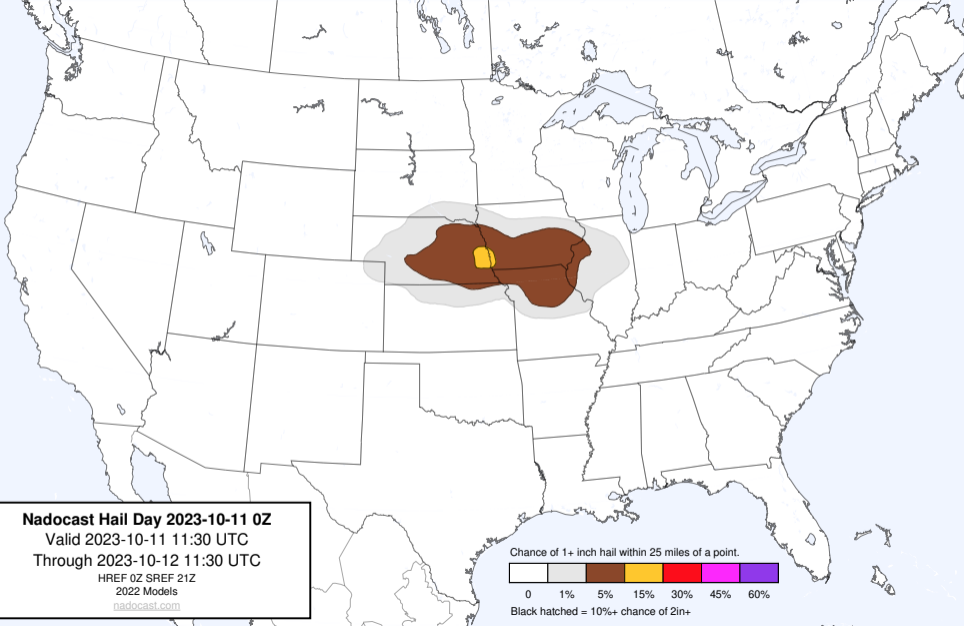 Nadocast Hail Day 2023-10-11 0Z
Valid 2023-10-11 11:30 UTC
Through 2023-10-12 11:30 UTC
HREF 0Z SREF 21Z
2022 Models
nadocast.com
Chance of 1+ inch hail within 25 miles of a point.
0 1% 5% 15% 30% 45% 60%
Black hatched = 10%+ chance of 2in+